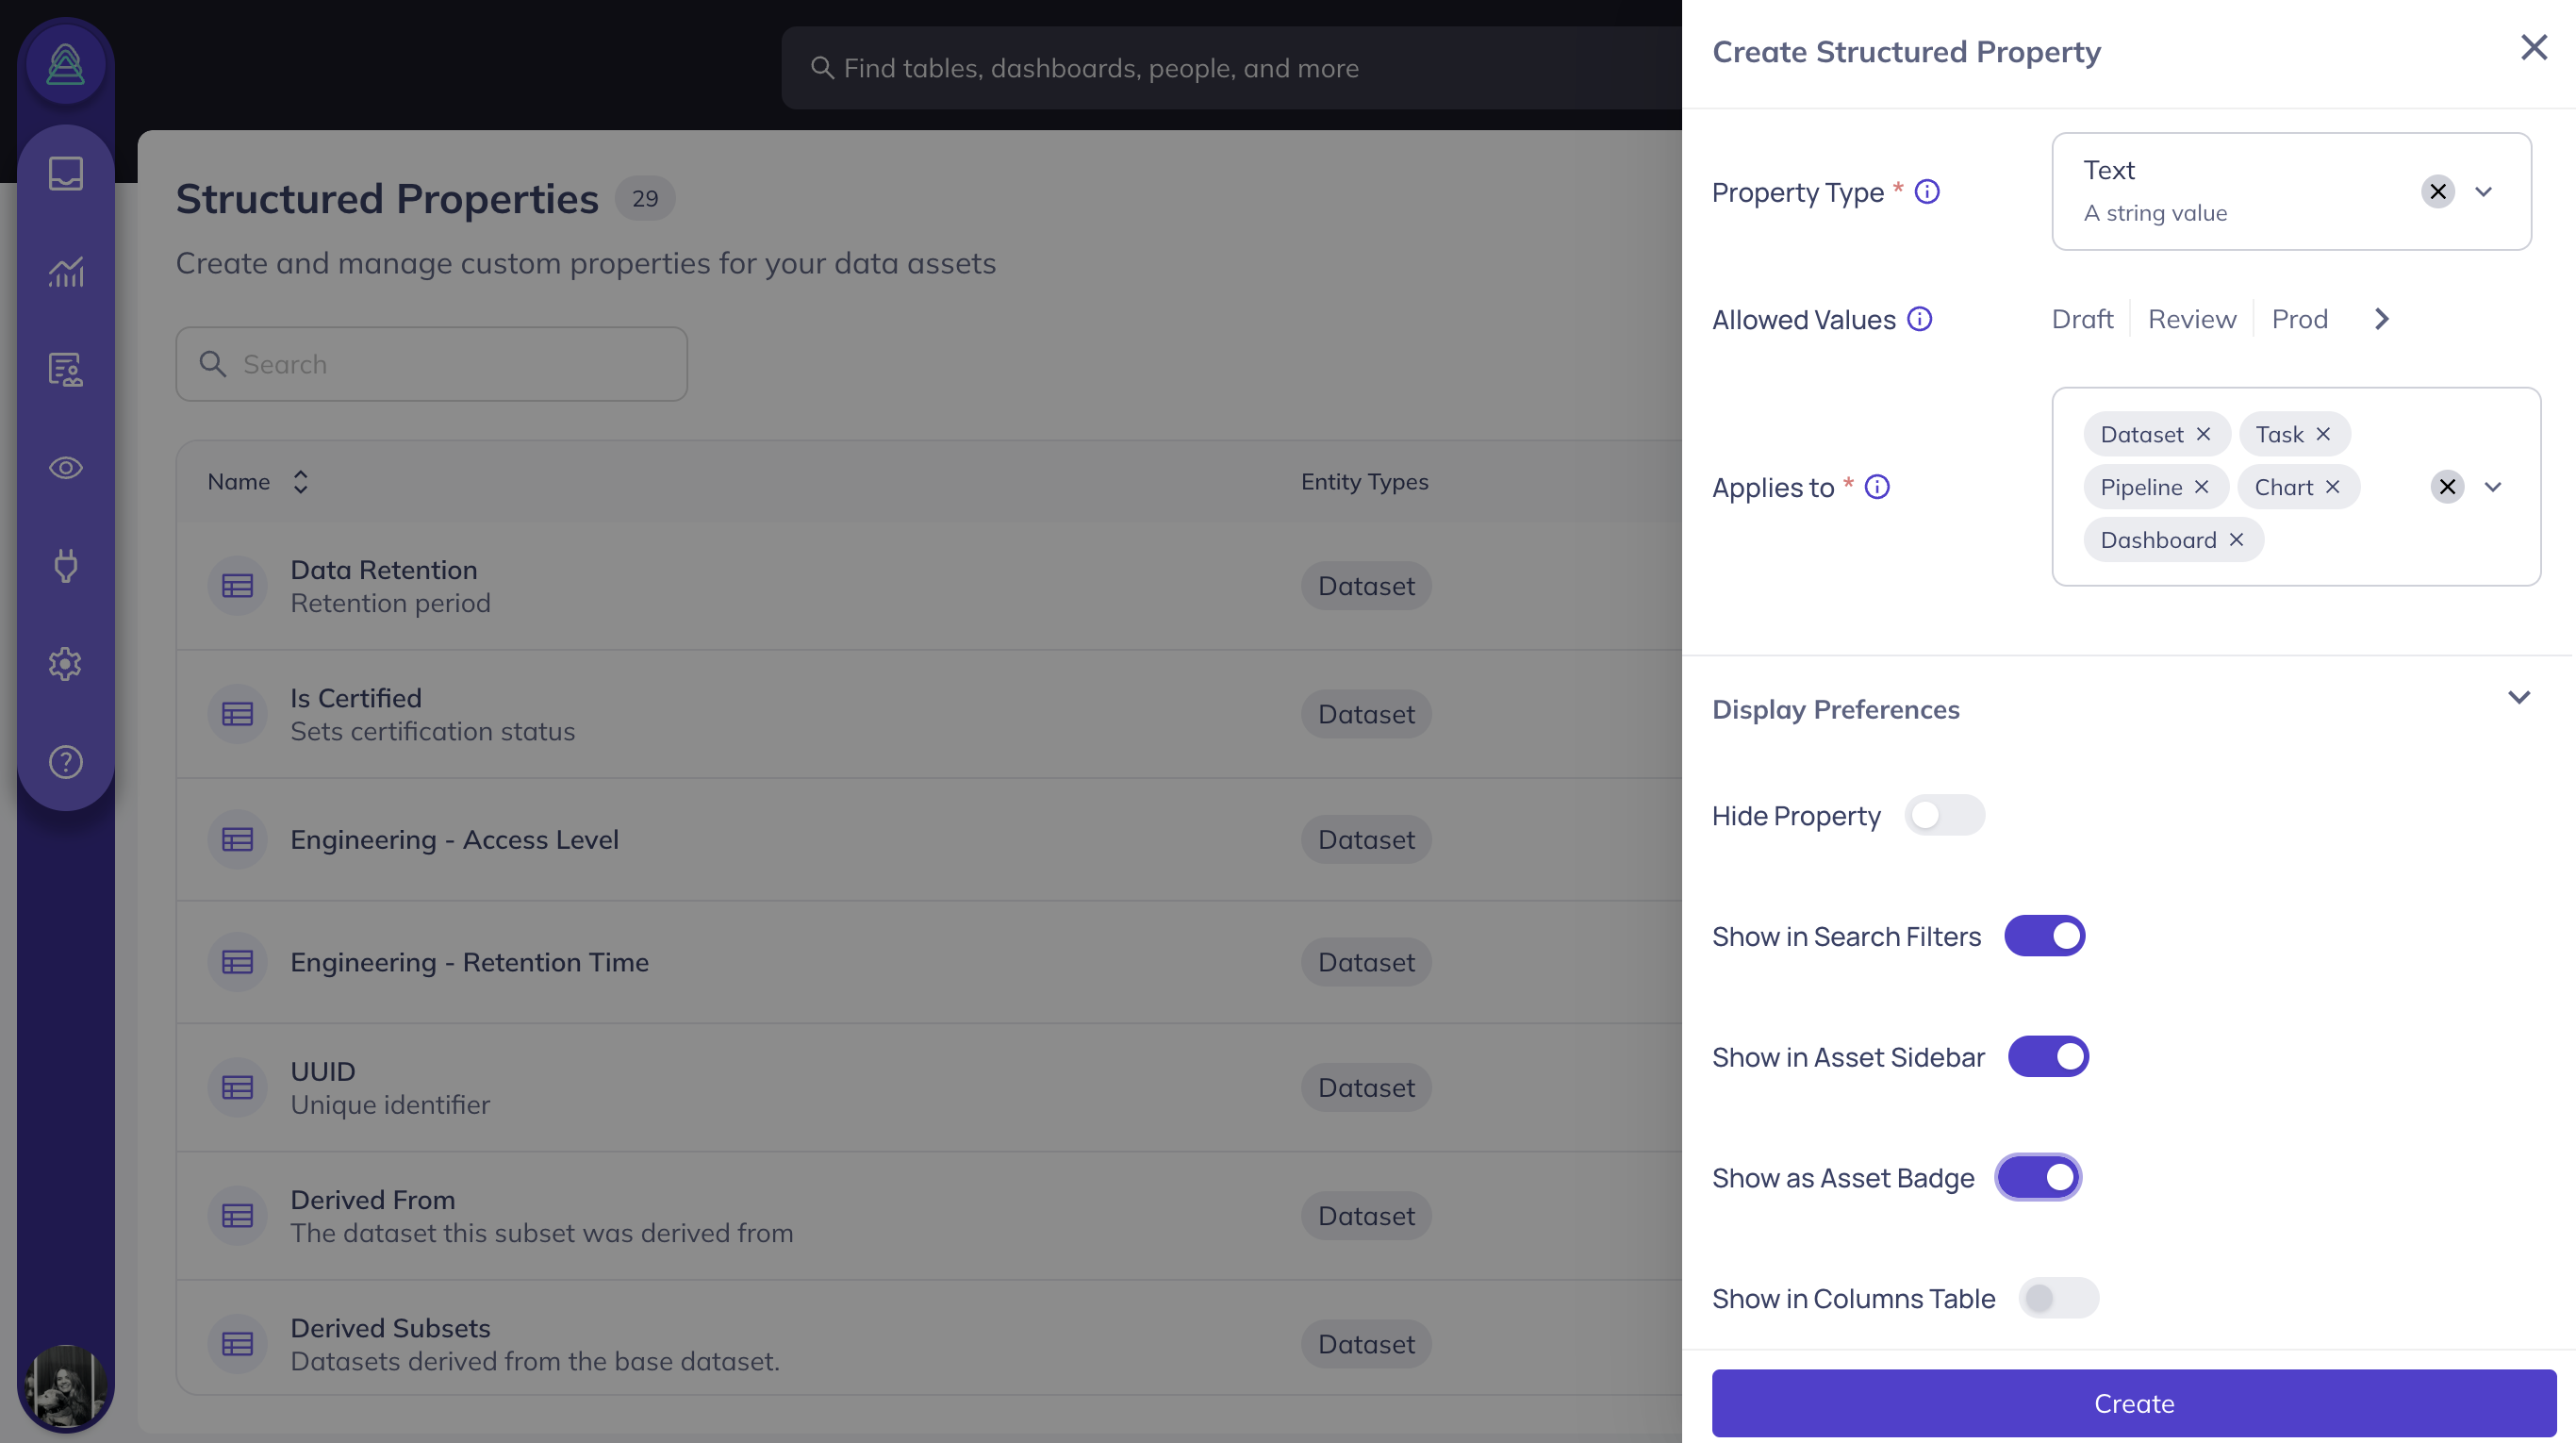 Find tables, dashboards, people, and more
Structured Properties 29
Create and manage custom properties for your data assets
Search
Name Entity Types
Data Retention
Retention period
Dataset
Is Certified
Sets certification status
Dataset
Engineering - Access Level
Dataset
Engineering - Retention Time
Dataset
UUID
Unique identifier
Dataset
Derived From
The dataset this subset was derived from
Dataset
Derived Subsets
Datasets derived from the base dataset.
Dataset
Create Structured Property
Property Type *
Text
A string value
Allowed Values
Draft Review Prod
Applies to *
Dataset Task
Pipeline Chart
Dashboard
Display Preferences
Hide Property
Show in Search Filters
Show in Asset Sidebar
Show as Asset Badge
Show in Columns Table
Create